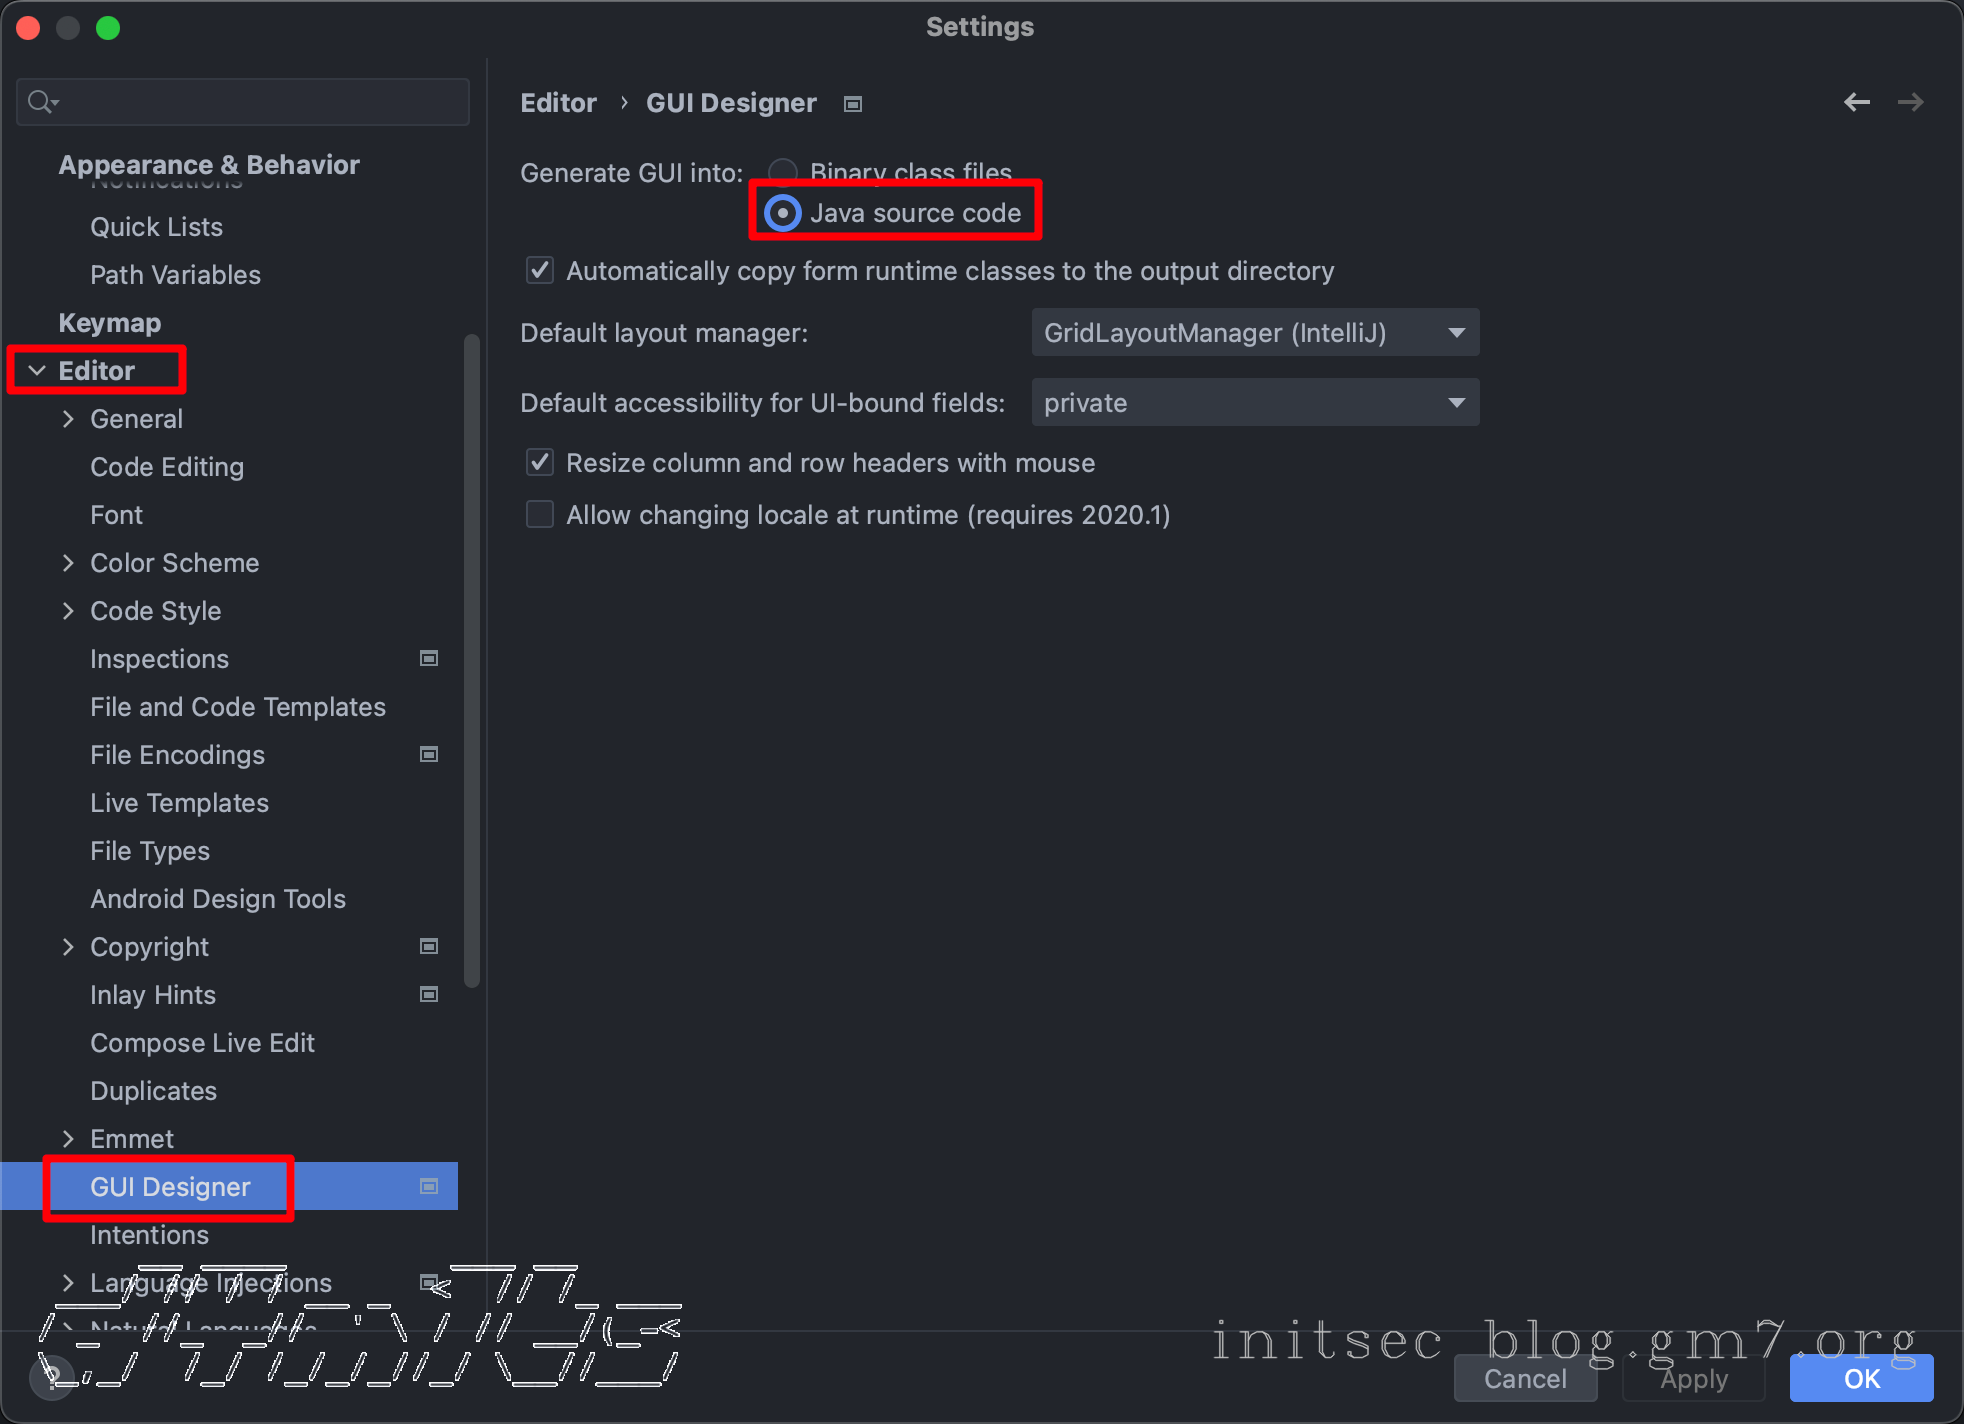 Settings
Editor › GUI Designer
Appearance & Behavior
Notifications
Quick Lists
Path Variables
Keymap
Editor
General
Code Editing
Font
Color Scheme
Code Style
Inspections
File and Code Templates
File Encodings
Live Templates
File Types
Android Design Tools
Copyright
Inlay Hints
Compose Live Edit
Duplicates
Emmet
GUI Designer
Intentions
Language Injections
Natural Languages
Generate GUI into:
Binary class files
Java source code
Automatically copy form runtime classes to the output directory
Default layout manager: GridLayoutManager (IntelliJ)
Default accessibility for UI-bound fields: private
Resize column and row headers with mouse
Allow changing locale at runtime (requires 2020.1)
initsec blog.gm7.org
?
Cancel
Apply
OK